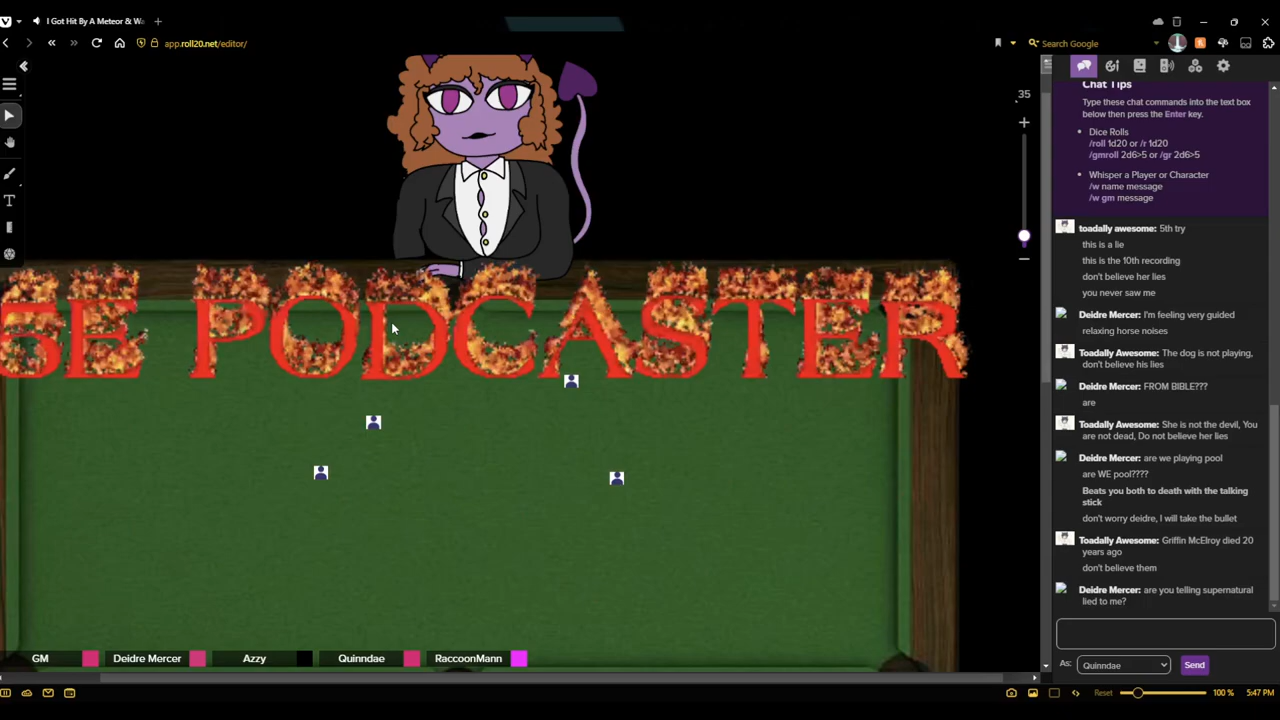 I Got Hit By A Meteor & W
app.roll20.net/editor/
Search Google
35
5E PODCASTER
Chat Tips
Type these chat commands into the text box
below then press the Enter key.
Dice Rolls
/roll 1d20 or /r 1d20
/gmroll 2d6>5 or /gr 2d6>5
Whisper a Player or Character
/w name message
/w gm message
toadally awesome: 5th try
this is a lie
this is the 10th recording
don't believe her lies
you never saw me
Deidre Mercer: I'm feeling very guided
relaxing horse noises
Toadally Awesome: The dog is not playing,
don't believe his lies
Deidre Mercer: FROM BIBLE???
are
Toadally Awesome: She is not the devil, You
are not dead, Do not believe her lies
Deidre Mercer: are we playing pool
are WE pool????
Beats you both to death with the talking
stick
don't worry deidre, I will take the bullet
Toadally Awesome: Griffin McElroy died 20
years ago
don't believe them
Deidre Mercer: are you telling supernatural
lied to me?
As: Quinndae Send
GM Deidre Mercer Azzy Quinndae RaccoonMann
Reset 100 % 5:47 PM